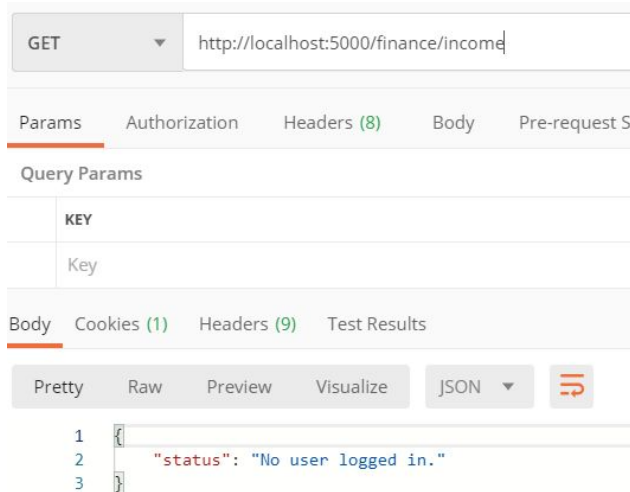 GET http://localhost:5000/finance/income
Params Authorization Headers (8) Body Pre-request S
Query Params
KEY
Key
Body Cookies (1) Headers (9) Test Results
Pretty Raw Preview Visualize JSON
1 {
2 "status": "No user logged in."
3 }